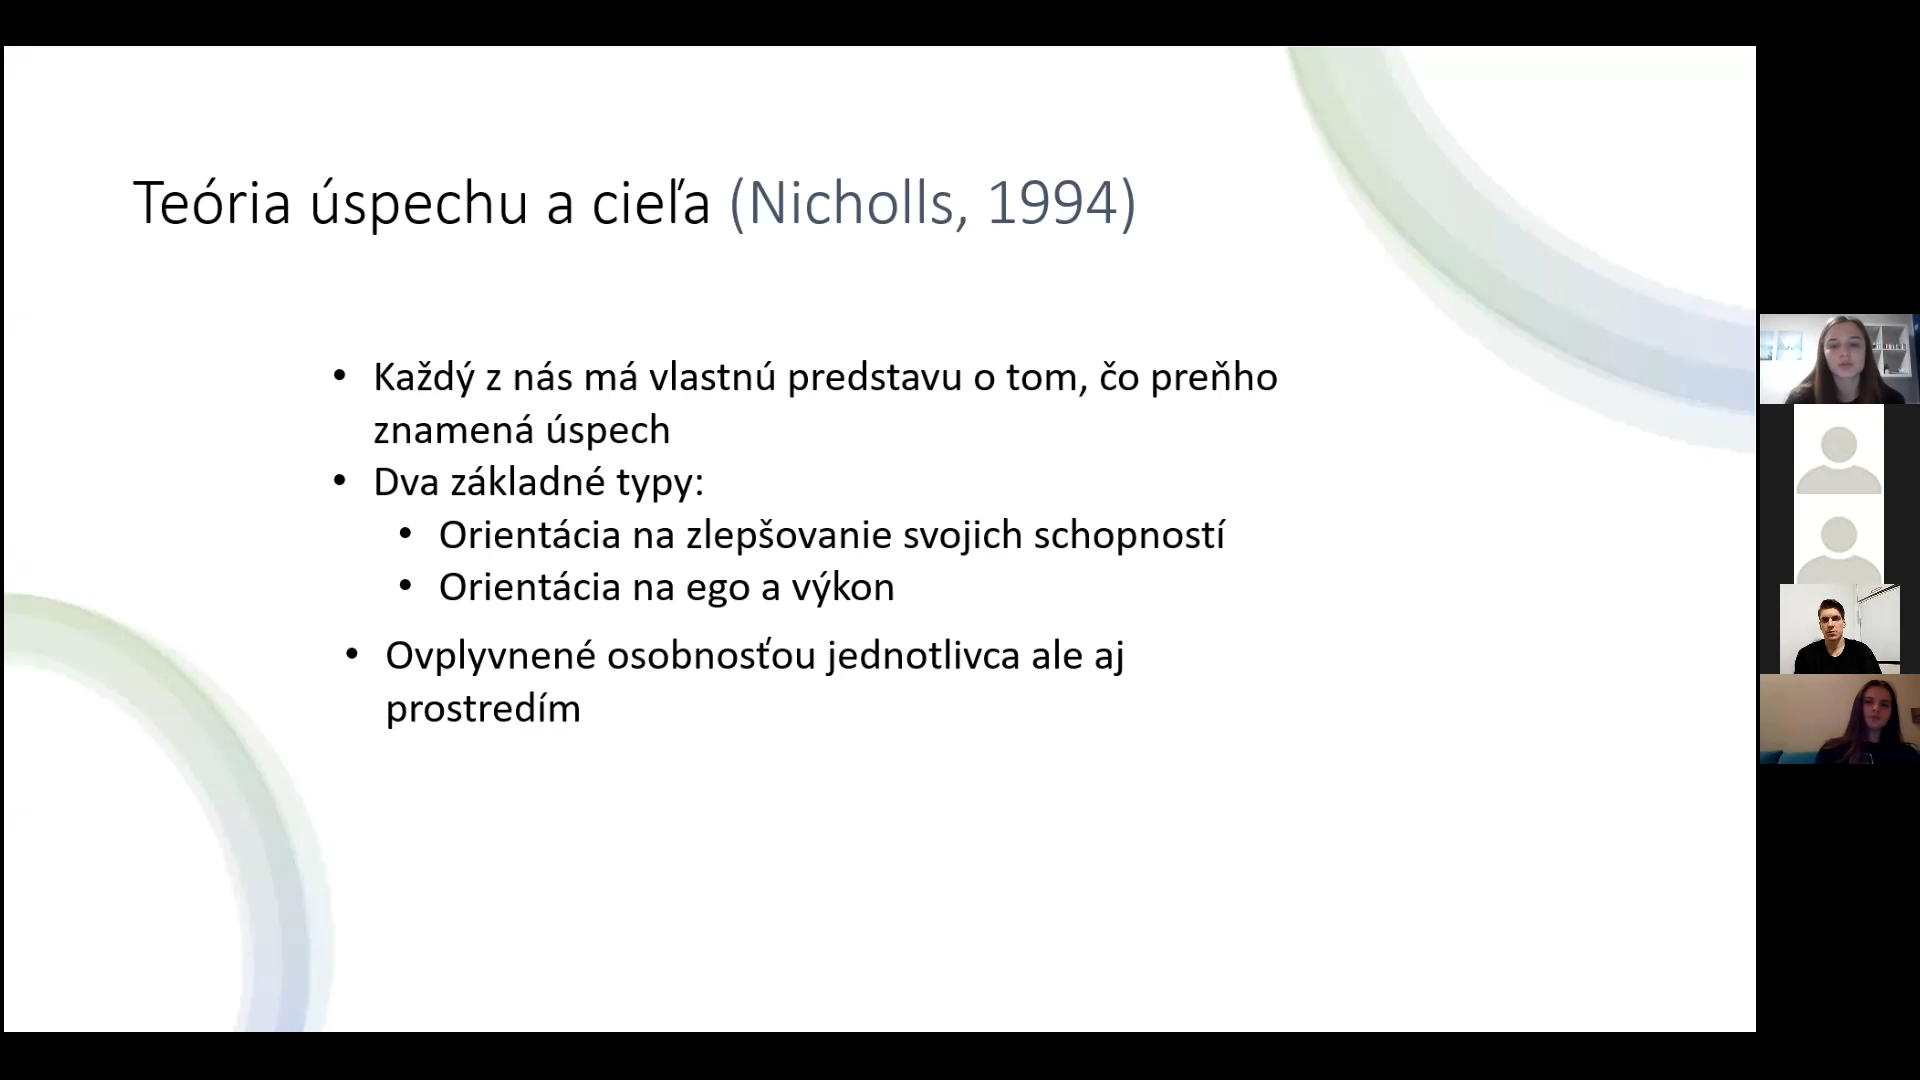 Teória úspechu a cieľa (Nicholls, 1994)
• Každý z nás má vlastnú predstavu o tom, čo preňho
znamená úspech
• Dva základné typy:
• Orientácia na zlepšovanie svojich schopností
• Orientácia na ego a výkon
• Ovplyvnené osobnosťou jednotlivca ale aj
prostredím